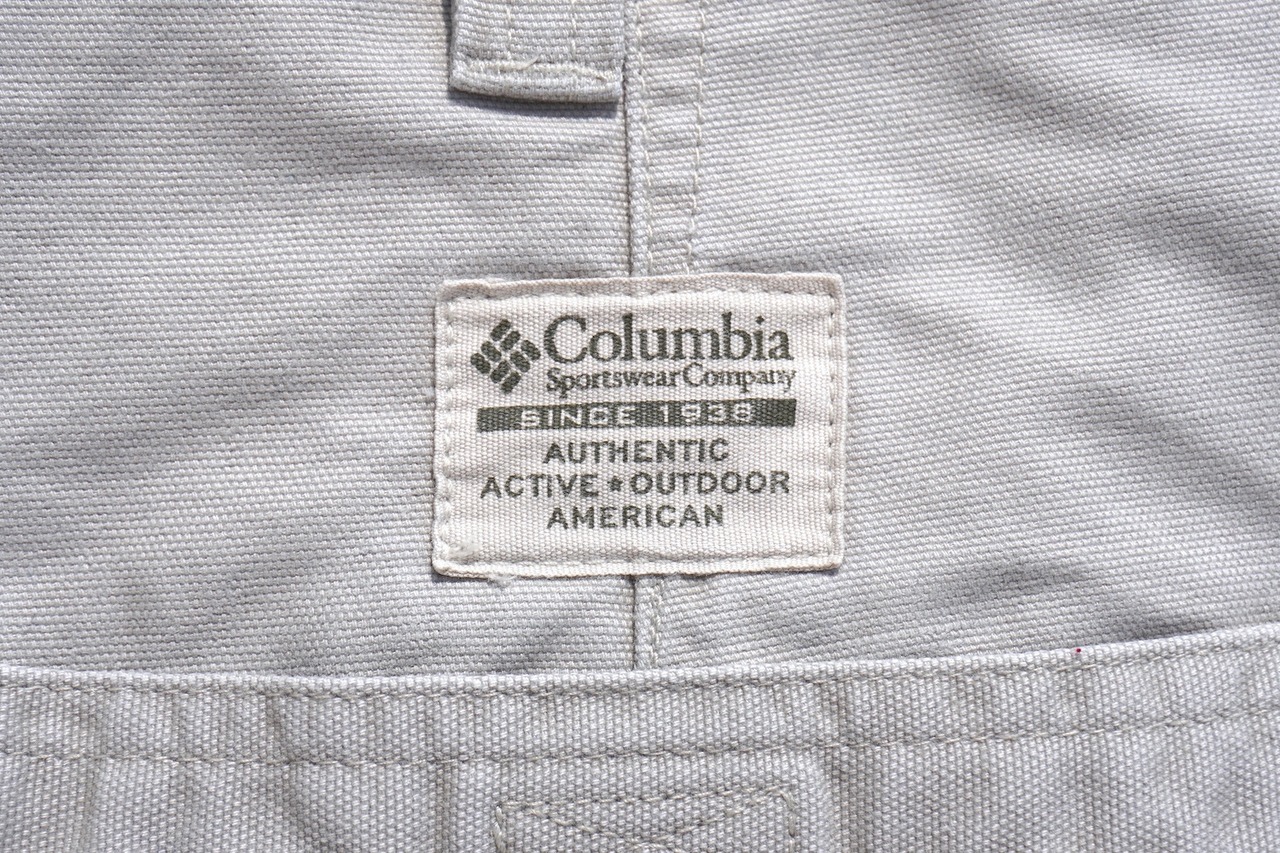 Columbia
Sportswear Company
SINCE 1938
AUTHENTIC
ACTIVE★OUTDOOR
AMERICAN